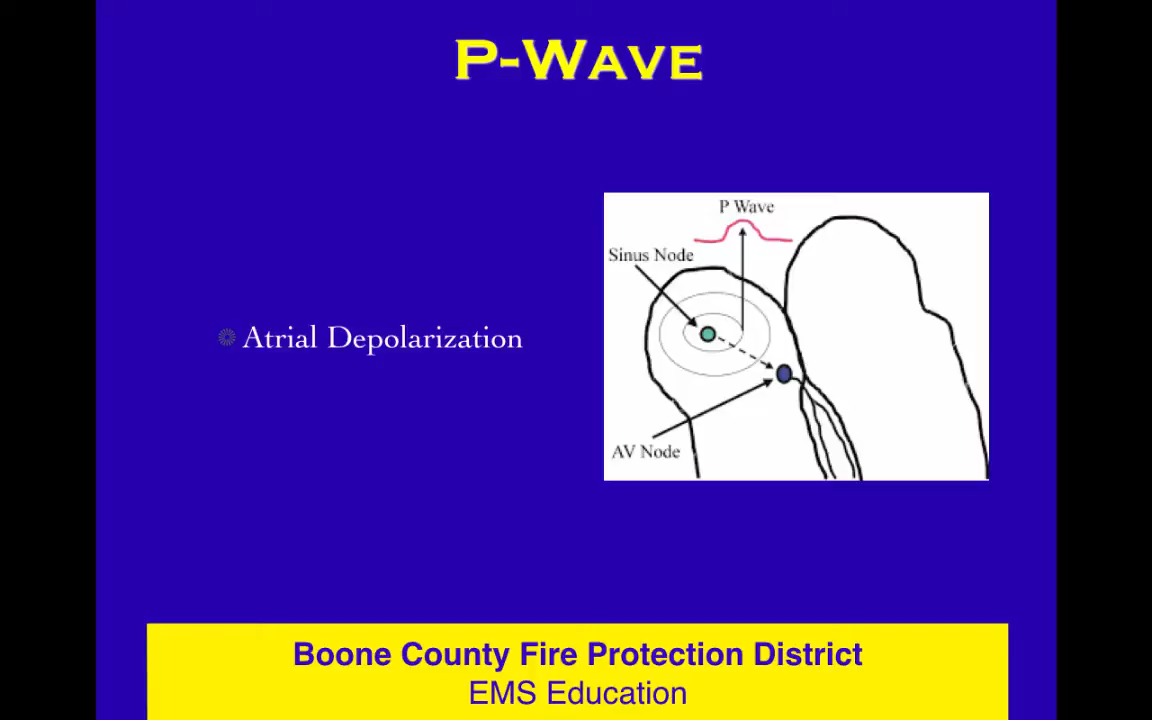 P-Wave
P Wave
Sinus Node
Atrial Depolarization
AV Node
Boone County Fire Protection District
EMS Education